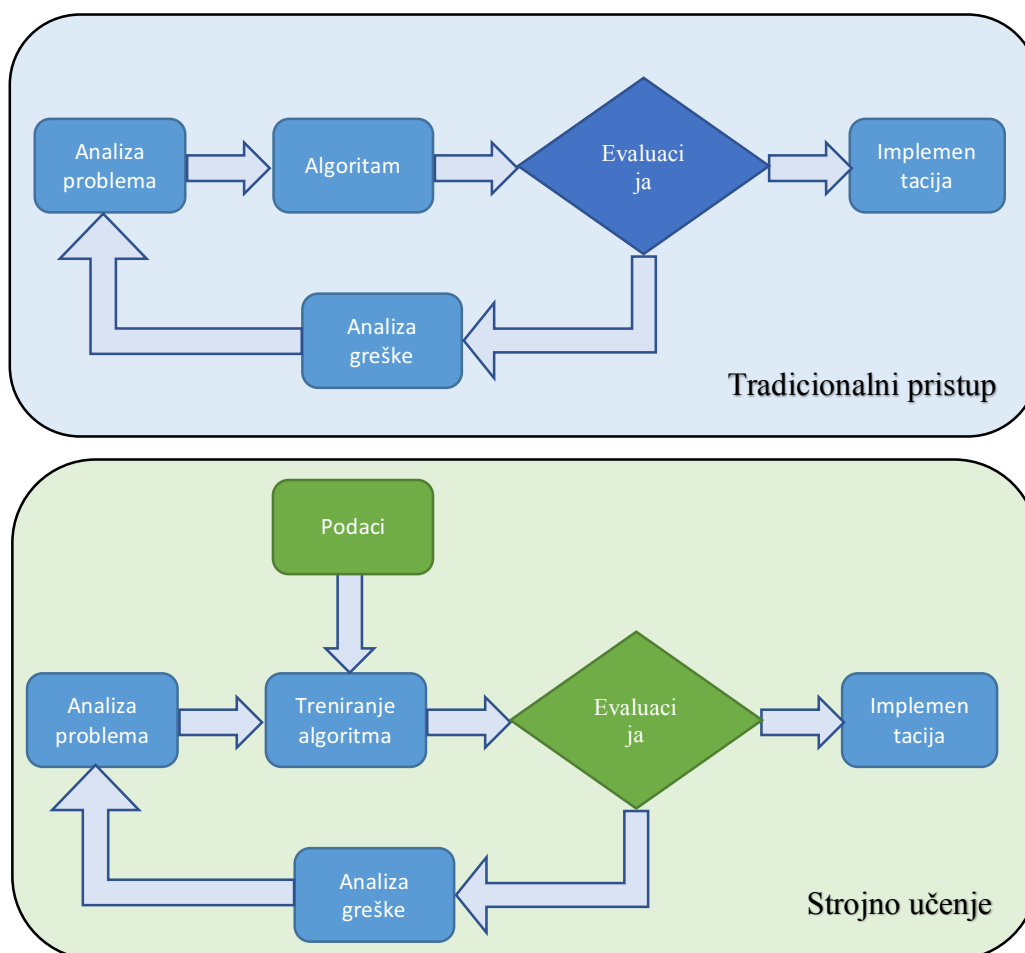 Analiza
problema
Algoritam
Evaluaci
ja
Implemen
tacija
Analiza
greške
Tradicionalni pristup
Podaci
Analiza
problema
Treniranje
algoritma
Evaluaci
ja
Implemen
tacija
Analiza
greške
Strojno učenje